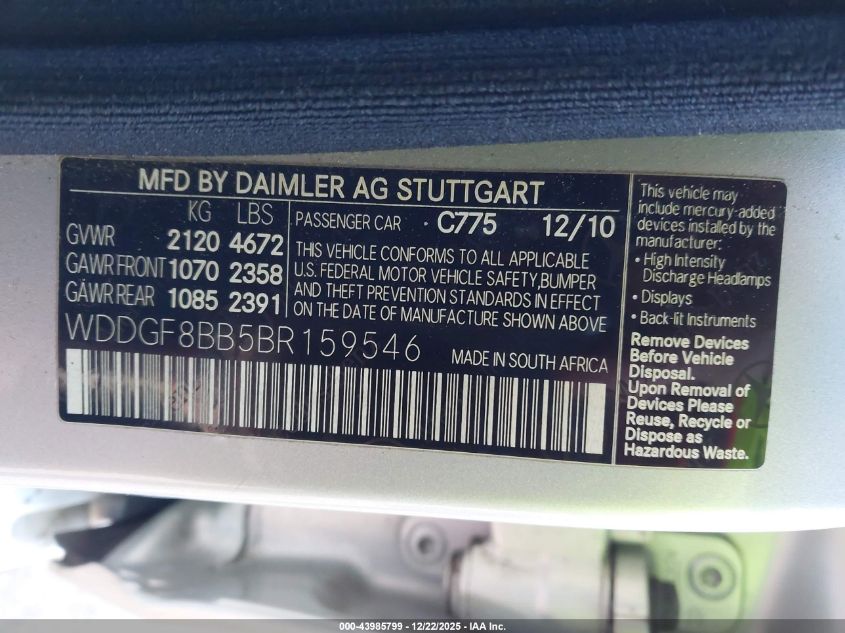 MFD BY DAIMLER AG STUTTGART
KG LBS
GVWR 2120 4672
GAWR FRONT 1070 2358
GAWR REAR 1085 2391
PASSENGER CAR C775 12/10
THIS VEHICLE CONFORMS TO ALL APPLICABLE
U.S. FEDERAL MOTOR VEHICLE SAFETY, BUMPER
AND THEFT PREVENTION STANDARDS IN EFFECT
ON THE DATE OF MANUFACTURE SHOWN ABOVE
WDDGF8BB5BR159546 MADE IN SOUTH AFRICA
This vehicle may
include mercury-added
devices installed by the
manufacturer:
• High Intensity
Discharge Headlamps
• Displays
• Back-lit Instruments
Remove Devices
Before Vehicle
Disposal.
Upon Removal of
Devices Please
Reuse, Recycle or
Dispose as
Hazardous Waste.
000-43985799 - 12/22/2025 - IAA Inc.